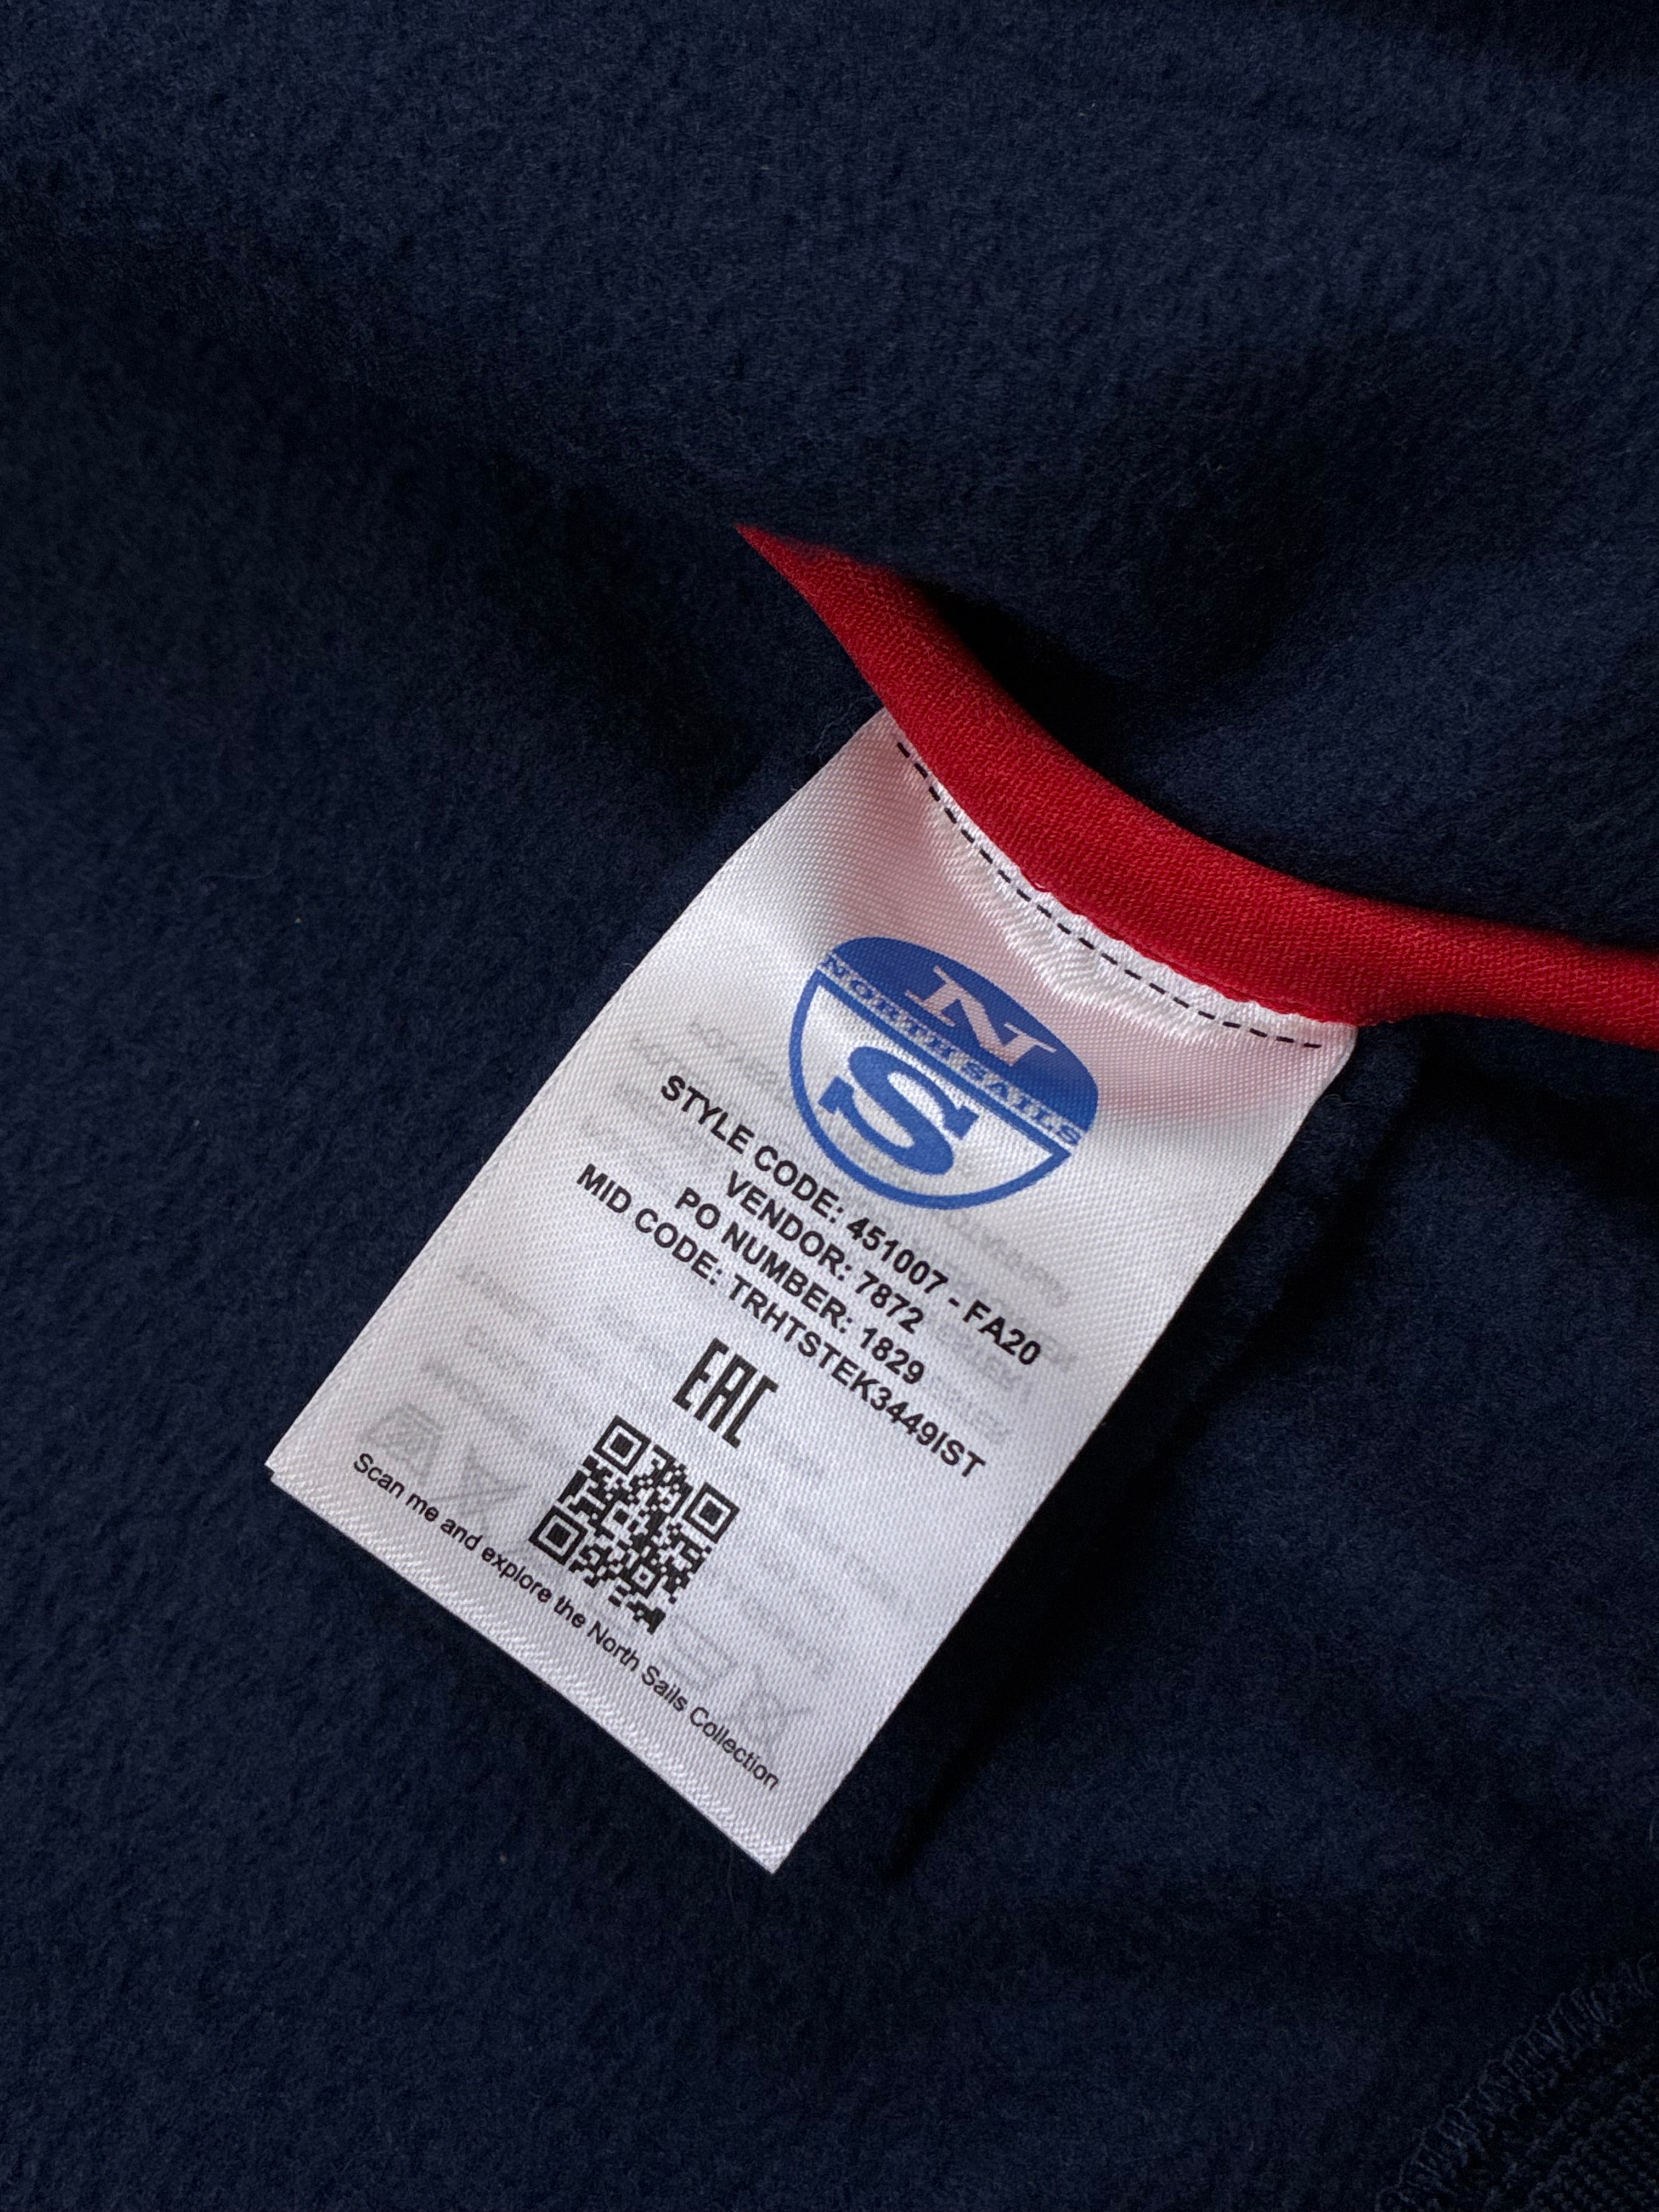 N
NORTH SAILS
S
STYLE CODE: 451007 - FA20
VENDOR: 7872
PO NUMBER: 1829
MID CODE: TRHTSTEK3449IST
EAC
Scan me and explore the North Sails Collection